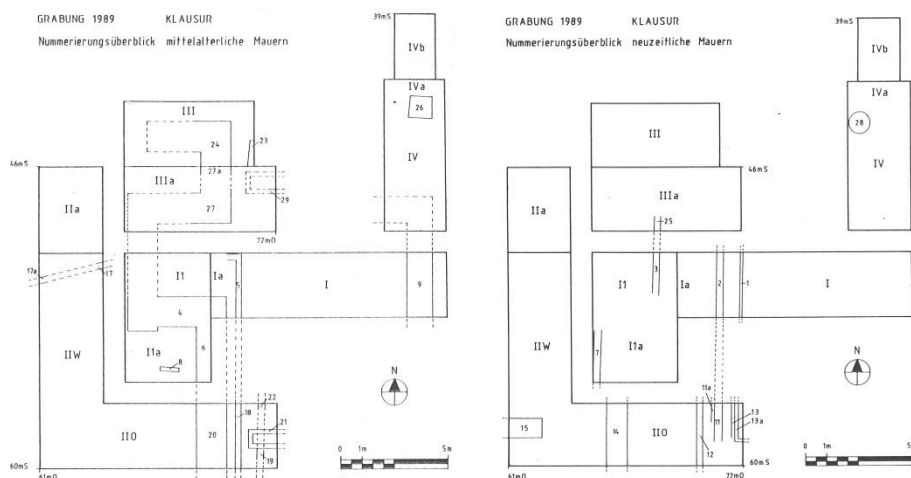 GRABUNG 1989 KLAUSUR
Nummerierungsüberblick mittelalterliche Mauern
39mS
IVb
IVa
26
III
24
23
IV
46mS
27a
IIIa
29
IIa
27
72mO
17a
17
I1
Ia
5
I
9
4
6
I1a
8
IIW
N
18
22
21
IIO
20
19
0 1m 5m
60mS
61mO
GRABUNG 1989 KLAUSUR
Nummerierungsüberblick neuzeitliche Mauern
39mS
IVb
IVa
28
III
IV
46mS
IIIa
IIa
25
3
I1
Ia
2
1
I
7
I1a
IIW
N
11a
11
13
13a
15
14
IIO
12
0 1m 5
60mS
61mO
72mO